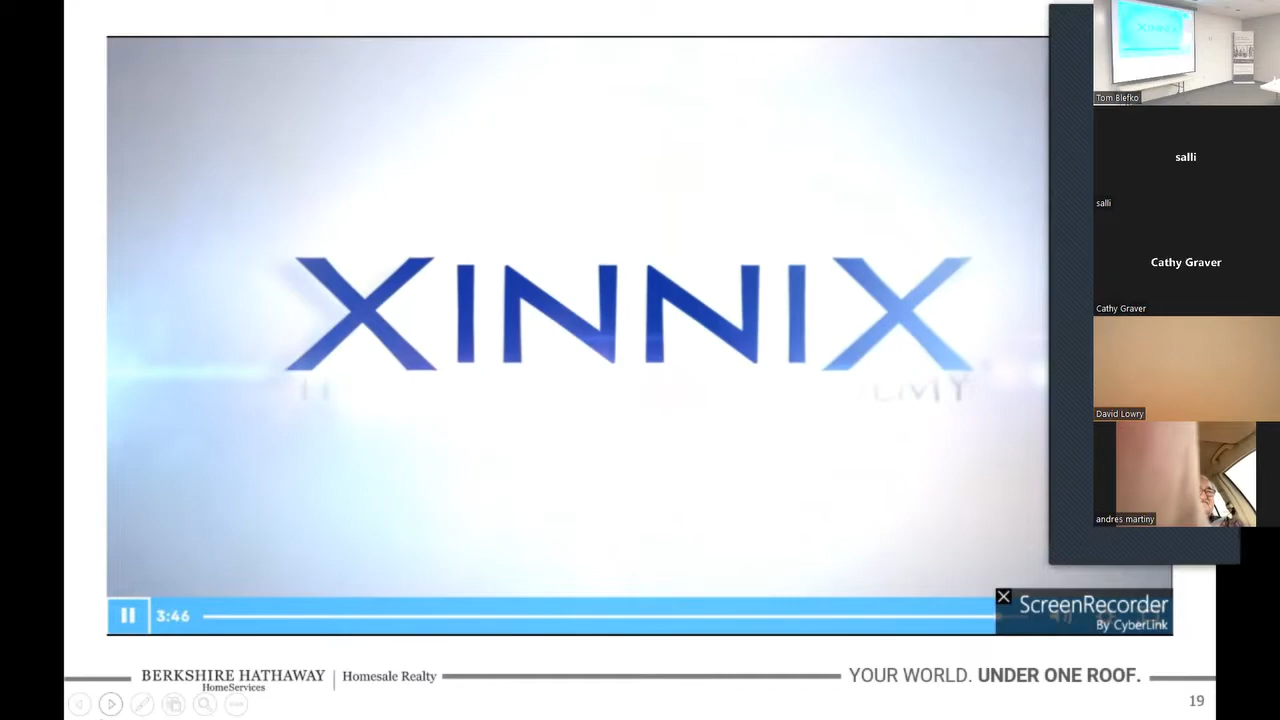 XINNIX
XINNIX
Tom Blefko
salli
salli
Cathy Graver
Cathy Graver
David Lowry
andres martiny
3:46
ScreenRecorder
By CyberLink
BERKSHIRE HATHAWAY
HomeServices
Homesale Realty
YOUR WORLD. UNDER ONE ROOF.
19